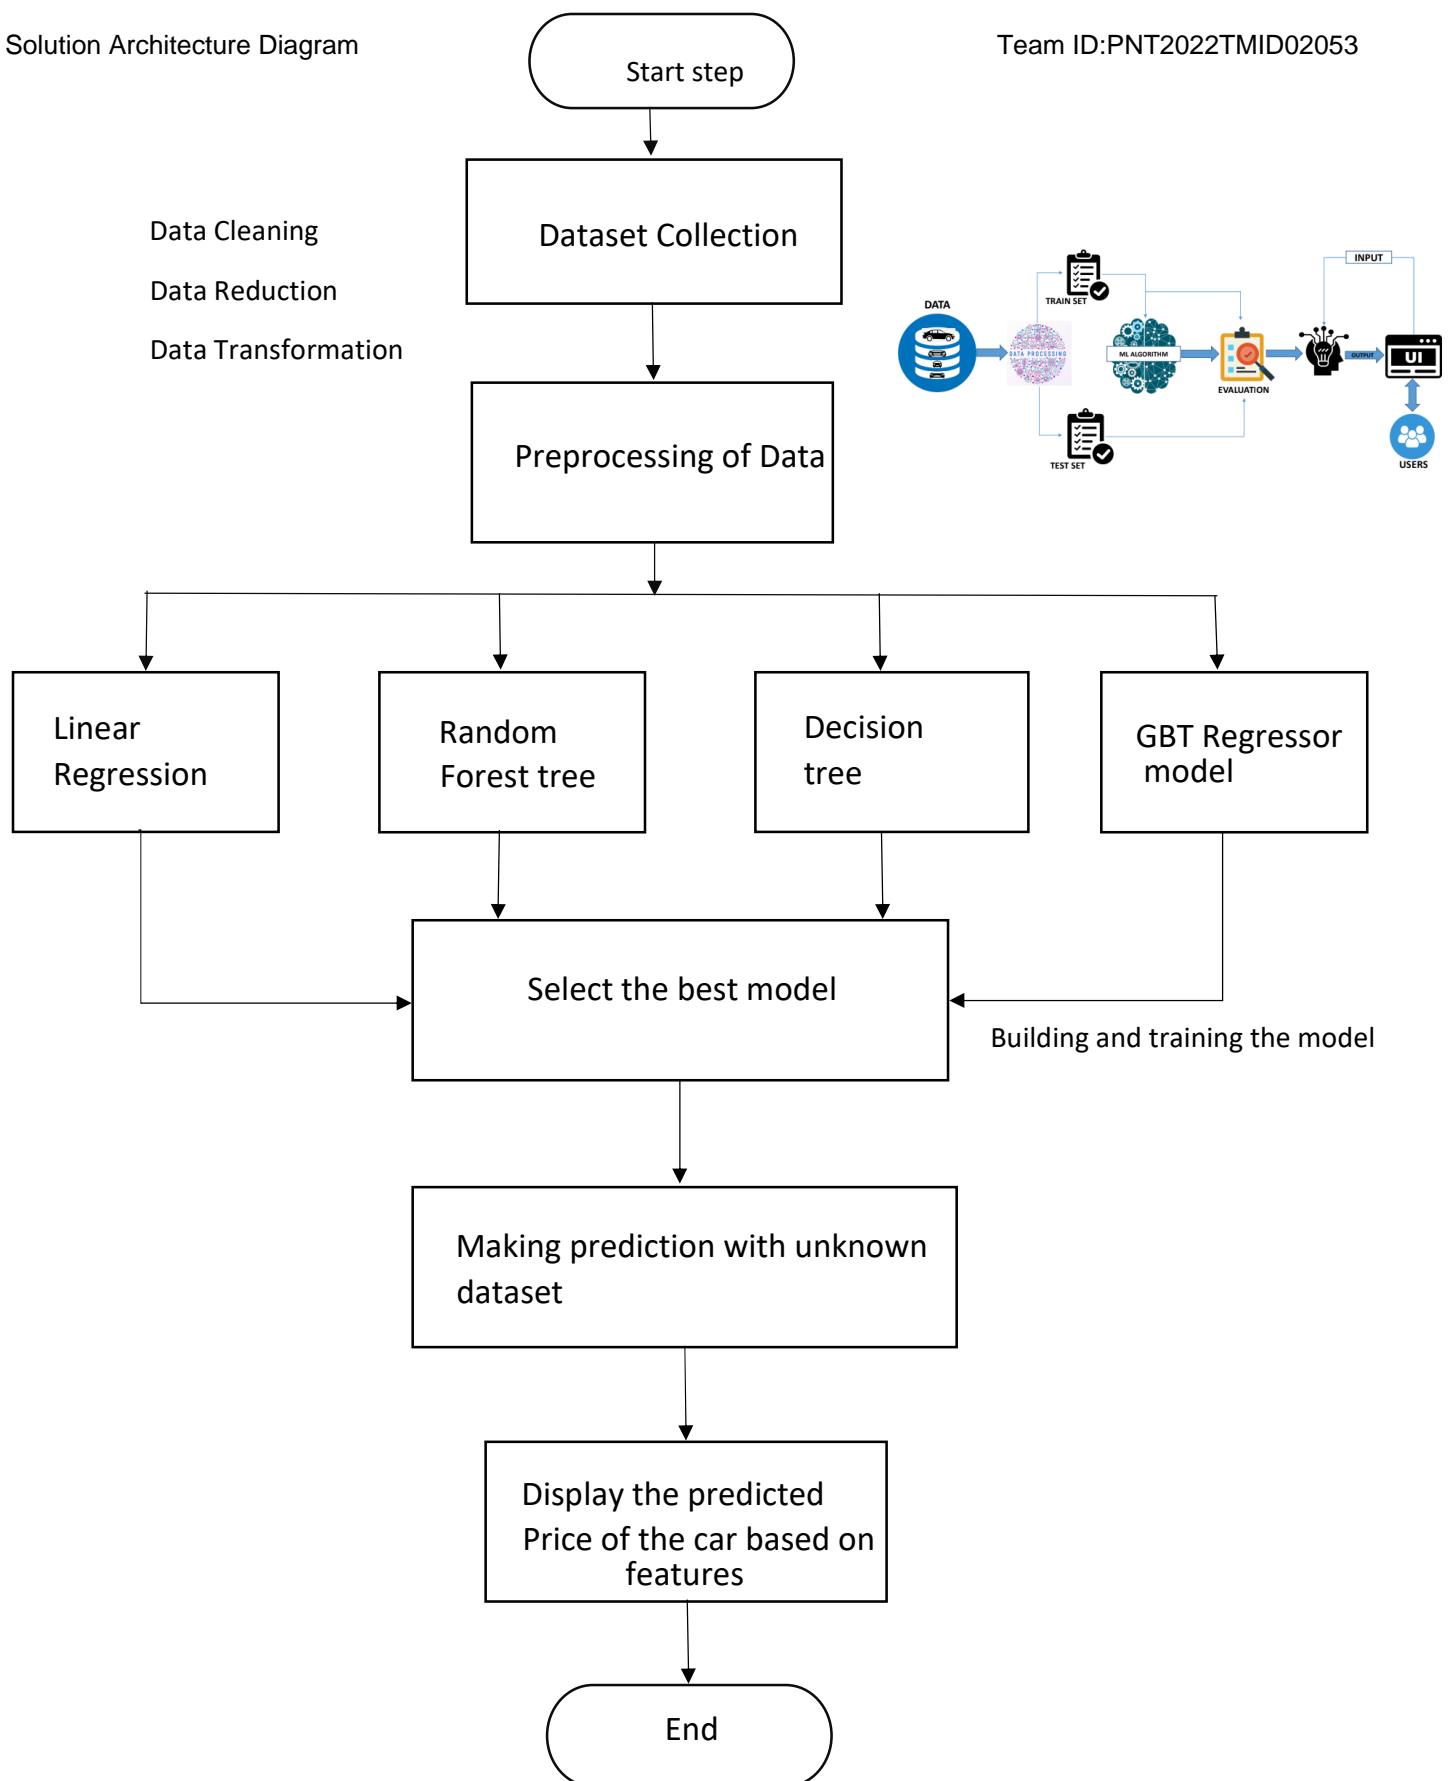 Solution Architecture Diagram
Team ID:PNT2022TMID02053
Start step
Data Cleaning
Data Reduction
Data Transformation
Dataset Collection
INPUT
TRAIN SET
DATA
DATA PROCESSING
ML ALGORITHM
EVALUATION
OUTPUT
UI
TEST SET
USERS
Preprocessing of Data
Linear
Regression
Random
Forest tree
Decision
tree
GBT Regressor
model
Select the best model
Building and training the model
Making prediction with unknown
dataset
Display the predicted
Price of the car based on
features
End